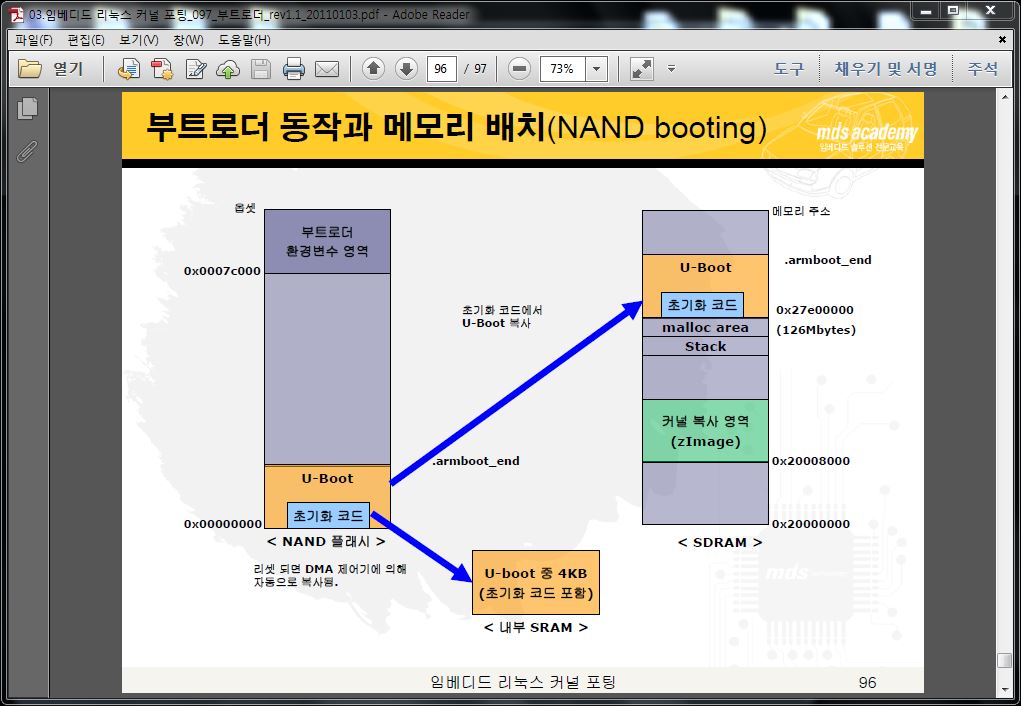 03.임베디드 리눅스 커널 포팅_097_부트로더_rev1.1_20110103.pdf - Adobe Reader
파일(F) 편집(E) 보기(V) 창(W) 도움말(H)
열기 96 / 97 73% 도구 채우기 및 서명 주석
부트로더 동작과 메모리 배치(NAND booting)
mds academy
임베디드 솔루션 전문교육
옵셋
부트로더
환경변수 영역
0x0007c000
.armboot_end
U-Boot
초기화 코드
0x00000000
< NAND 플래시 >
리셋 되면 DMA 제어기에 의해
자동으로 복사됨.
초기화 코드에서
U-Boot 복사
U-boot 중 4KB
(초기화 코드 포함)
< 내부 SRAM >
메모리 주소
.armboot_end
U-Boot
초기화 코드
0x27e00000
(126Mbytes)
malloc area
Stack
커널 복사 영역
(zImage)
0x20008000
0x20000000
< SDRAM >
mds
임베디드 리눅스 커널 포팅
96